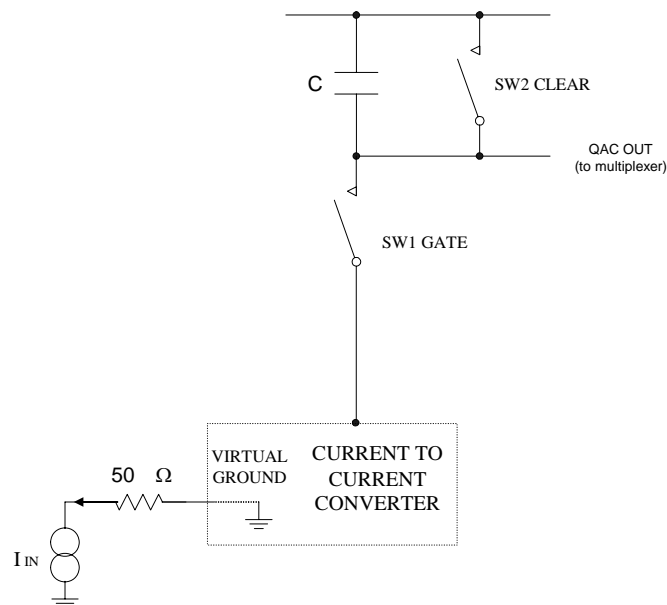 C
SW2 CLEAR
QAC OUT
(to multiplexer)
SW1 GATE
VIRTUAL
GROUND
CURRENT TO
CURRENT
CONVERTER
50 Ω
I IN